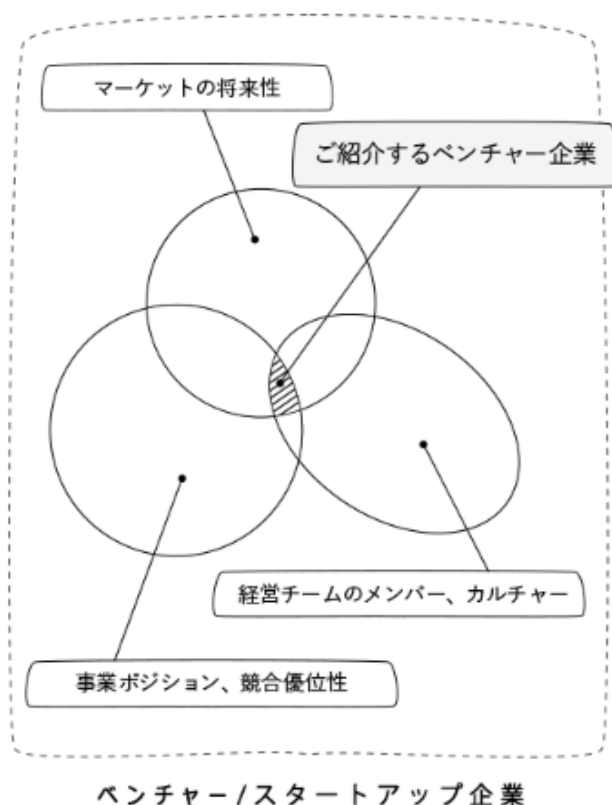 マーケットの将来性
ご紹介するベンチャー企業
経営チームのメンバー、カルチャー
事業ポジション、競合優位性
ベンチャー/スタートアップ企業